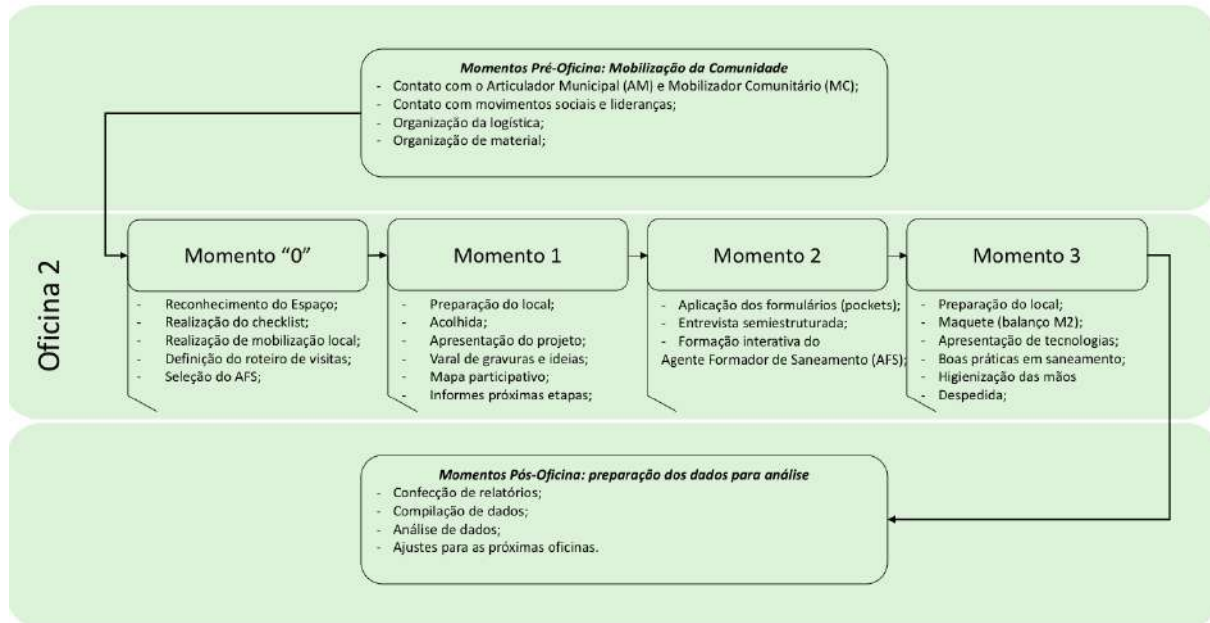 Momentos Pré-Oficina: Mobilização da Comunidade
- Contato com o Articulador Municipal (AM) e Mobilizador Comunitário (MC);
- Contato com movimentos sociais e lideranças;
- Organização da logística;
- Organização de material;
Oficina 2
Momento “0”
- Reconhecimento do Espaço;
- Realização do checklist;
- Realização de mobilização local;
- Definição do roteiro de visitas;
- Seleção do AFS;
Momento 1
- Preparação do local;
- Acolhida;
- Apresentação do projeto;
- Varal de gravuras e ideias;
- Mapa participativo;
- Informes próximas etapas;
Momento 2
- Aplicação dos formulários (pockets);
- Entrevista semiestruturada;
- Formação interativa do
Agente Formador de Saneamento (AFS);
Momento 3
- Preparação do local;
- Maquete (balanço M2);
- Apresentação de tecnologias;
- Boas práticas em saneamento;
- Higienização das mãos
- Despedida;
Momentos Pós-Oficina: preparação dos dados para análise
- Confecção de relatórios;
- Compilação de dados;
- Análise de dados;
- Ajustes para as próximas oficinas.